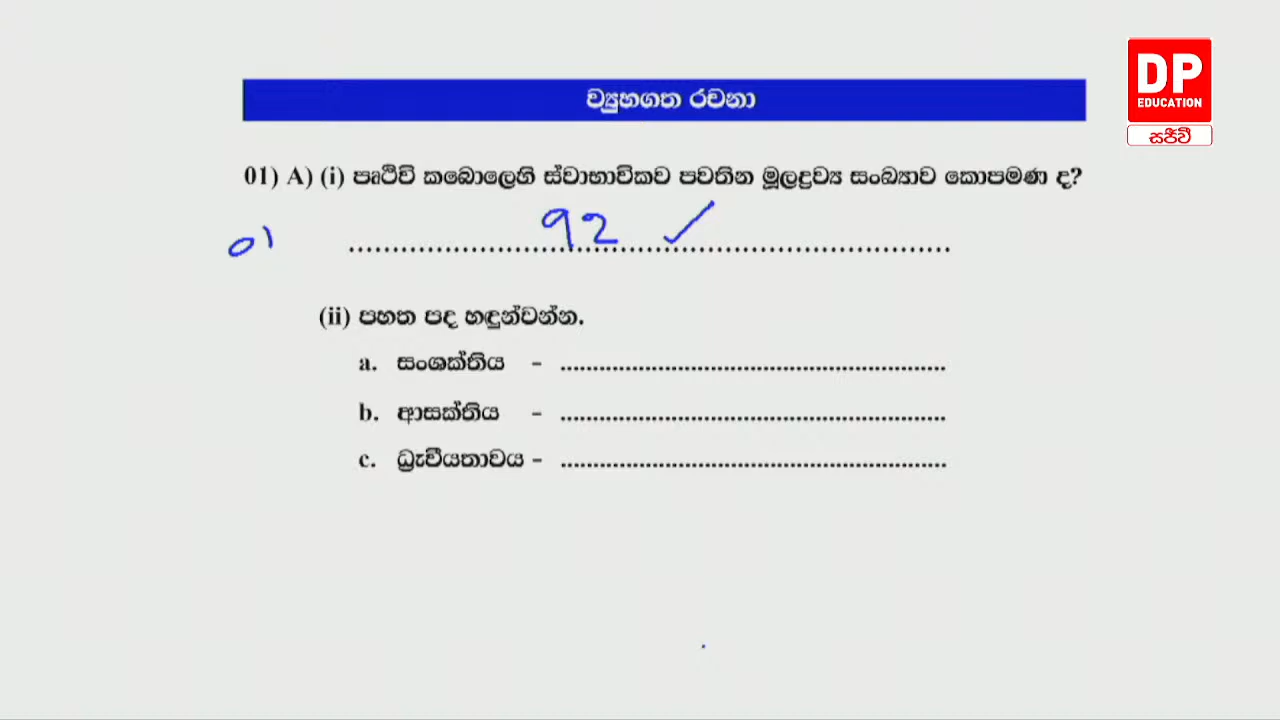 DP
EDUCATION
සජීවී
ව්‍යුහගත රචනා
01) A) (i) පෘථිවි කබොලෙහි ස්වාභාවිකව පවතින මූලද්‍රව්‍ය සංඛ්‍යාව කොපමණ ද?
01 92 ✓
(ii) පහත පද හඳුන්වන්න.
a. සංශක්තිය - ................................................
b. ආසක්තිය - ................................................
c. ධ්‍රැවීයතාවය - ................................................